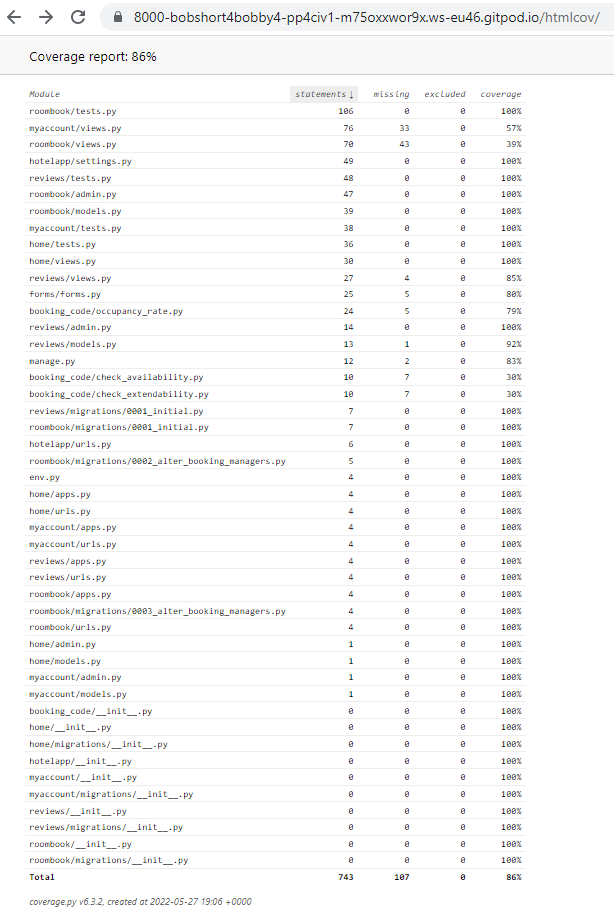 8000-bobshort4bobby4-pp4civ1-m75oxxwor9x.ws-eu46.gitpod.io/htmlcov/
Coverage report: 86%
Module statements ↓ missing excluded coverage
roombook/tests.py 106 0 0 100%
myaccount/views.py 76 33 0 57%
roombook/views.py 70 43 0 39%
hotelapp/settings.py 49 0 0 100%
reviews/tests.py 48 0 0 100%
roombook/admin.py 47 0 0 100%
roombook/models.py 39 0 0 100%
myaccount/tests.py 38 0 0 100%
home/tests.py 36 0 0 100%
home/views.py 30 0 0 100%
reviews/views.py 27 4 0 85%
forms/forms.py 25 5 0 80%
booking_code/occupancy_rate.py 24 5 0 79%
reviews/admin.py 14 0 0 100%
reviews/models.py 13 1 0 92%
manage.py 12 2 0 83%
booking_code/check_availability.py 10 7 0 30%
booking_code/check_extendability.py 10 7 0 30%
reviews/migrations/0001_initial.py 7 0 0 100%
roombook/migrations/0001_initial.py 7 0 0 100%
hotelapp/urls.py 6 0 0 100%
roombook/migrations/0002_alter_booking_managers.py 5 0 0 100%
env.py 4 0 0 100%
home/apps.py 4 0 0 100%
home/urls.py 4 0 0 100%
myaccount/apps.py 4 0 0 100%
myaccount/urls.py 4 0 0 100%
reviews/apps.py 4 0 0 100%
reviews/urls.py 4 0 0 100%
roombook/apps.py 4 0 0 100%
roombook/migrations/0003_alter_booking_managers.py 4 0 0 100%
roombook/urls.py 4 0 0 100%
home/admin.py 1 0 0 100%
home/models.py 1 0 0 100%
myaccount/admin.py 1 0 0 100%
myaccount/models.py 1 0 0 100%
booking_code/__init__.py 0 0 0 100%
home/__init__.py 0 0 0 100%
home/migrations/__init__.py 0 0 0 100%
hotelapp/__init__.py 0 0 0 100%
myaccount/__init__.py 0 0 0 100%
myaccount/migrations/__init__.py 0 0 0 100%
reviews/__init__.py 0 0 0 100%
reviews/migrations/__init__.py 0 0 0 100%
roombook/__init__.py 0 0 0 100%
roombook/migrations/__init__.py 0 0 0 100%
Total 743 107 0 86%
coverage.py v6.3.2, created at 2022-05-27 19:06 +0000